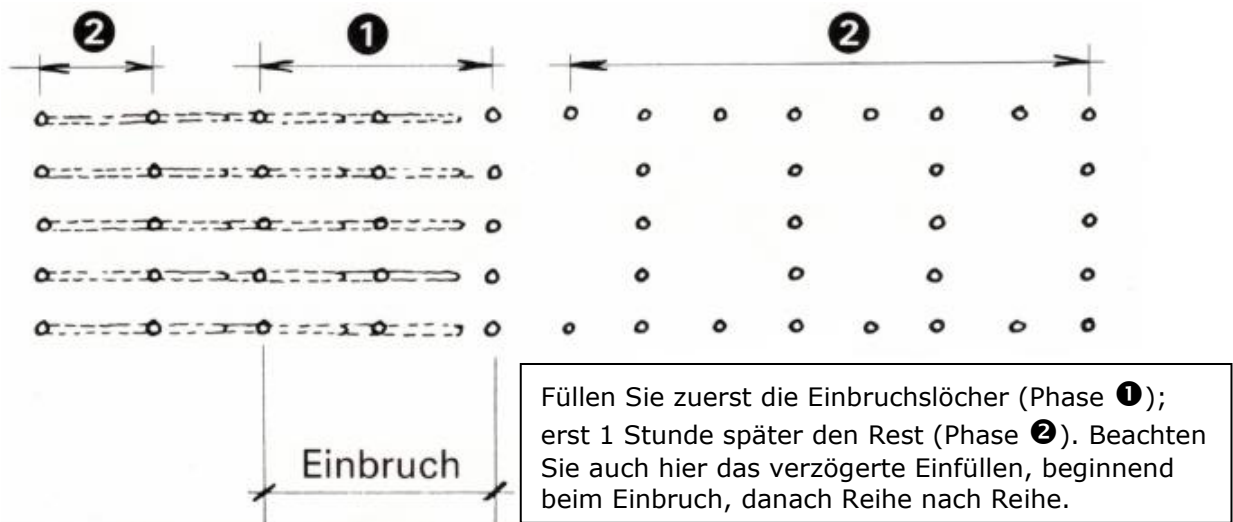 ❷ ❶ ❷
Einbruch
Füllen Sie zuerst die Einbruchslöcher (Phase ❶);
erst 1 Stunde später den Rest (Phase ❷). Beachten
Sie auch hier das verzögerte Einfüllen, beginnend
beim Einbruch, danach Reihe nach Reihe.